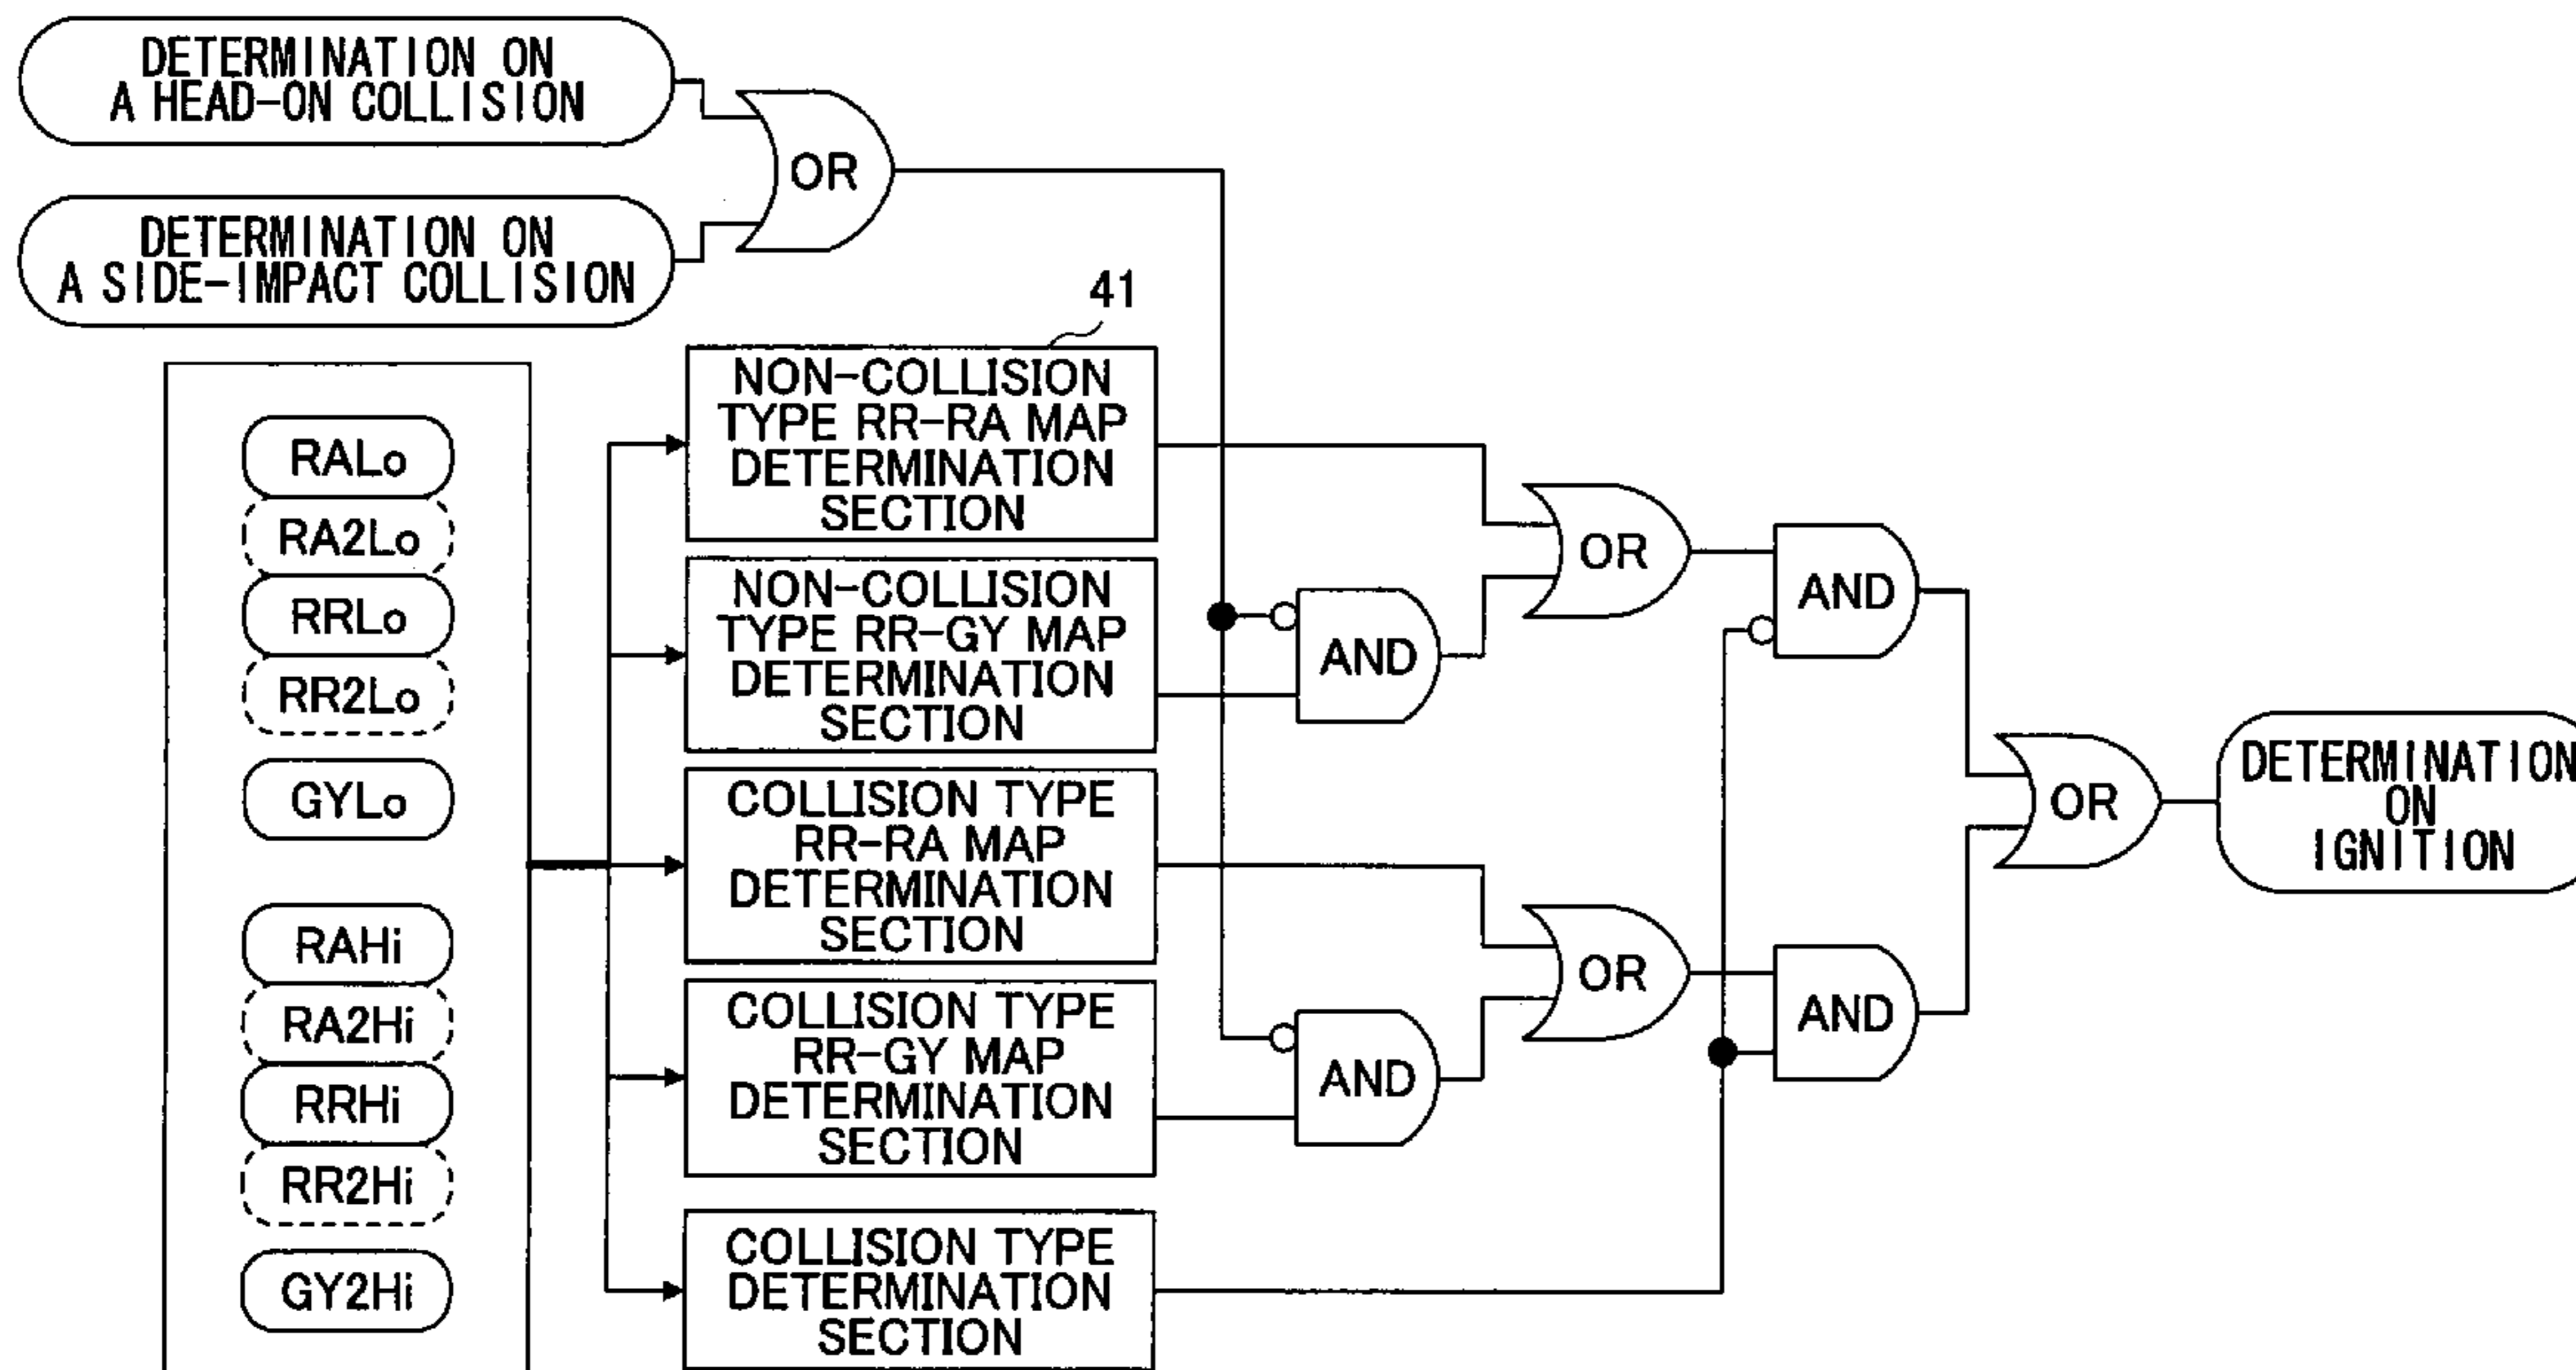 DETERMINATION ON
A HEAD-ON COLLISION
OR
DETERMINATION ON
A SIDE-IMPACT COLLISION
41
RALo
RA2Lo
RRLo
RR2Lo
GYLo
RAHi
RA2Hi
RRHi
RR2Hi
GY2Hi
NON-COLLISION
TYPE RR-RA MAP
DETERMINATION
SECTION
NON-COLLISION
TYPE RR-GY MAP
DETERMINATION
SECTION
COLLISION TYPE
RR-RA MAP
DETERMINATION
SECTION
COLLISION TYPE
RR-GY MAP
DETERMINATION
SECTION
COLLISION TYPE
DETERMINATION
SECTION
AND
AND
OR
OR
AND
AND
OR
DETERMINATION
ON
IGNITION